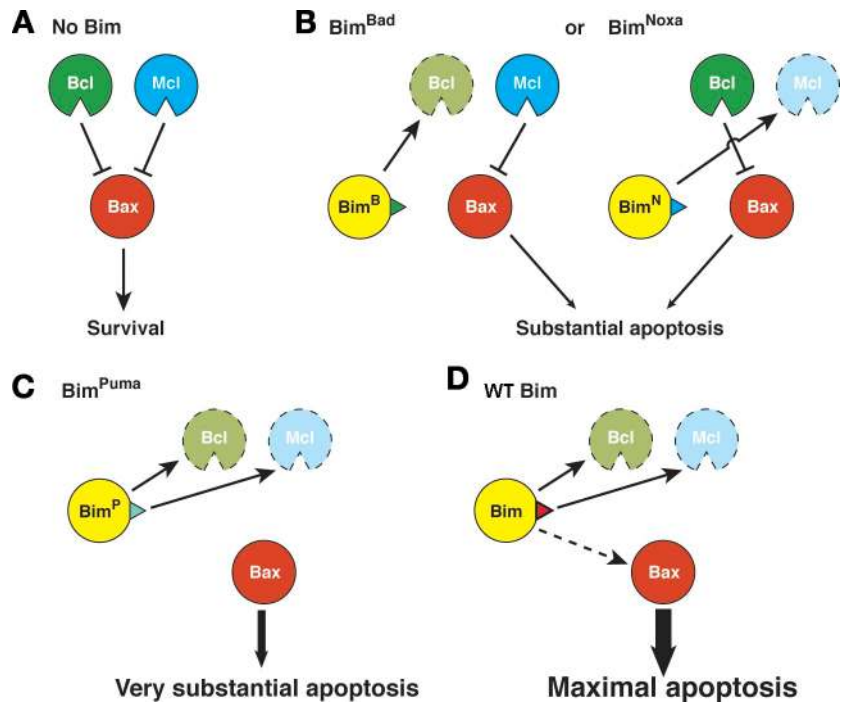 A No Bim
Bcl Mcl
Bax
Survival
B Bim^Bad or Bim^Noxa
Bcl Mcl Bcl Mcl
Bim^B Bax Bim^N Bax
Substantial apoptosis
C Bim^Puma
Bcl Mcl
Bim^P
Bax
Very substantial apoptosis
D WT Bim
Bcl Mcl
Bim
Bax
Maximal apoptosis